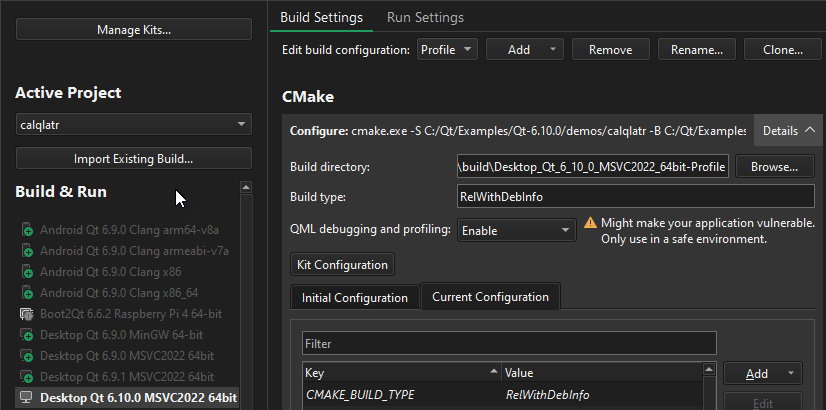 Manage Kits...
Active Project
calqlatr
Import Existing Build...
Build & Run
Android Qt 6.9.0 Clang arm64-v8a
Android Qt 6.9.0 Clang armeabi-v7a
Android Qt 6.9.0 Clang x86
Android Qt 6.9.0 Clang x86_64
Boot2Qt 6.6.2 Raspberry Pi 4 64-bit
Desktop Qt 6.9.0 MinGW 64-bit
Desktop Qt 6.9.0 MSVC2022 64bit
Desktop Qt 6.9.1 MSVC2022 64bit
Desktop Qt 6.10.0 MSVC2022 64bit
Build Settings Run Settings
Edit build configuration: Profile Add Remove Rename... Clone...
CMake
Configure: cmake.exe -S C:/Qt/Examples/Qt-6.10.0/demos/calqlatr -B C:/Qt/Examples Details
Build directory: \build\Desktop_Qt_6_10_0_MSVC2022_64bit-Profile Browse...
Build type: RelWithDebInfo
QML debugging and profiling: Enable Might make your application vulnerable.
Only use in a safe environment.
Kit Configuration
Initial Configuration Current Configuration
Filter
Key Value Add
CMAKE_BUILD_TYPE RelWithDebInfo
Edit